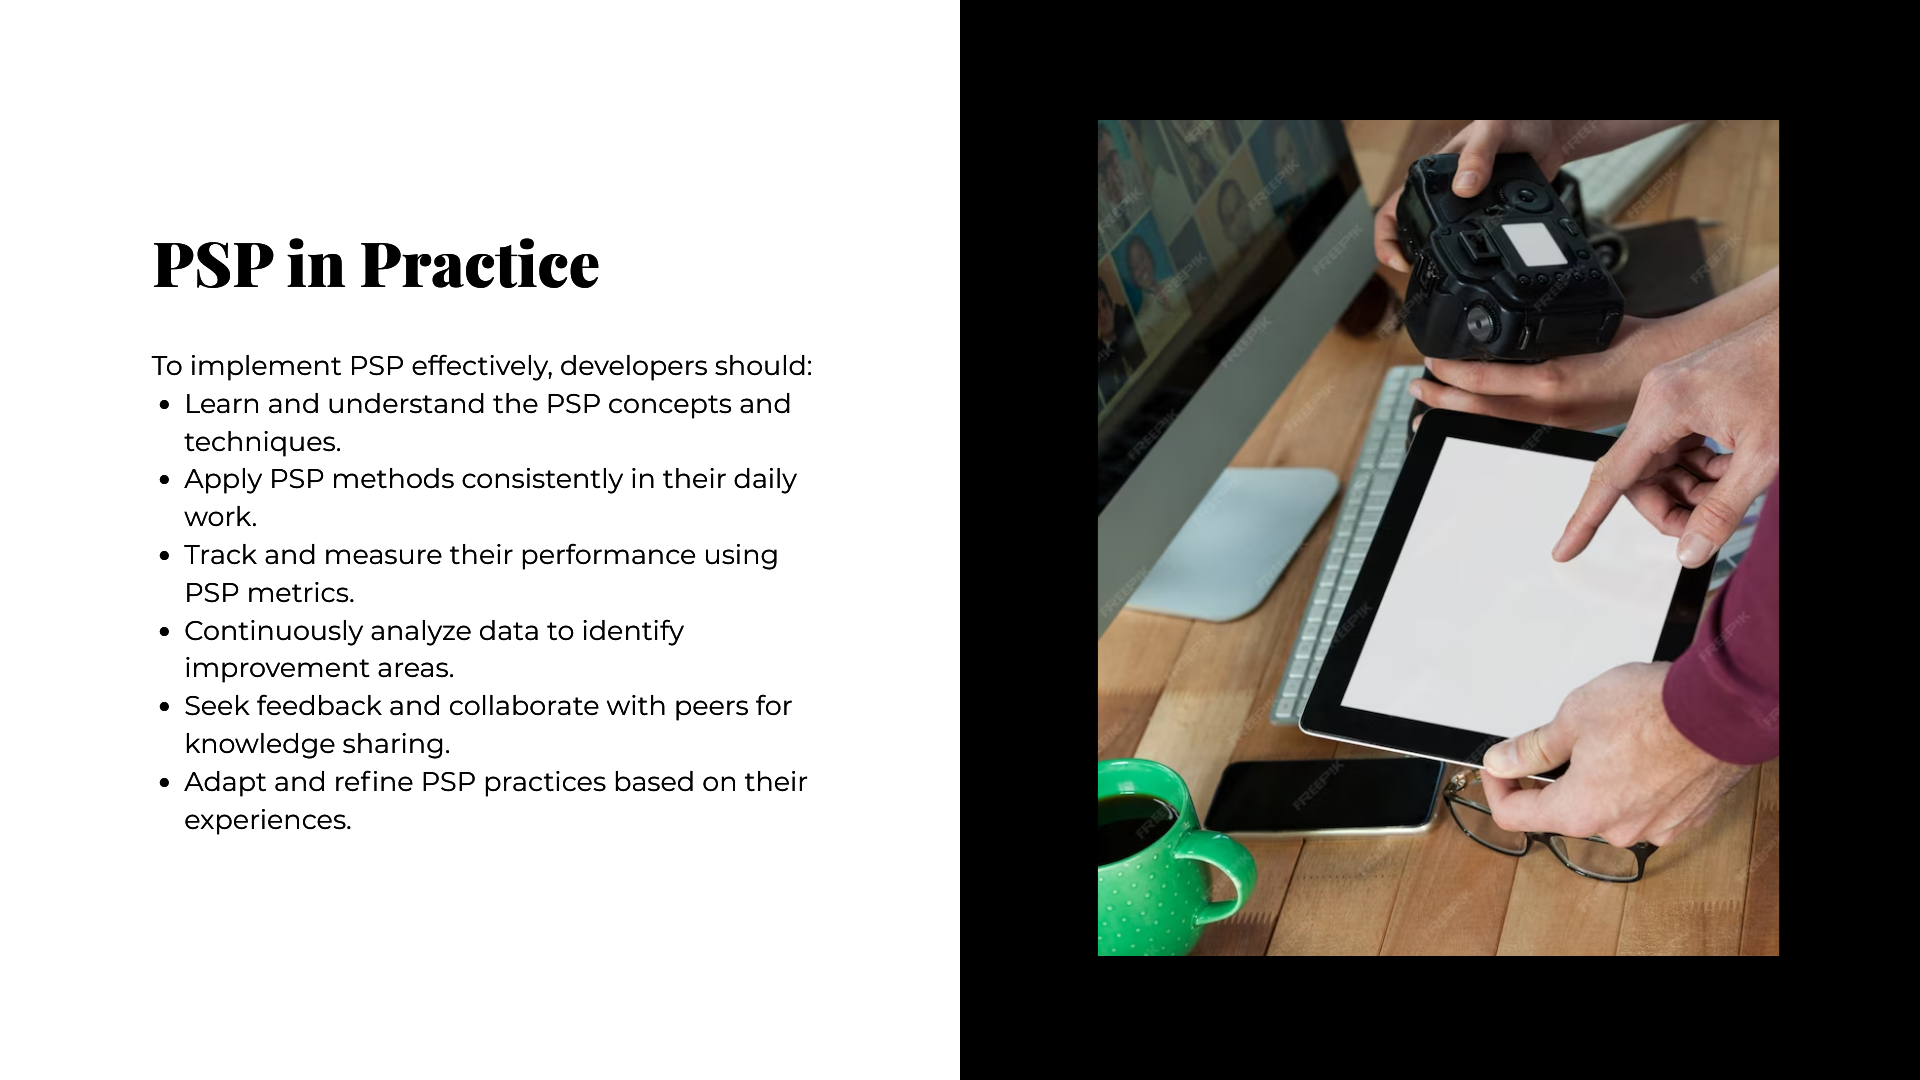 PSP in Practice
To implement PSP effectively, developers should:
• Learn and understand the PSP concepts and
techniques.
• Apply PSP methods consistently in their daily
work.
• Track and measure their performance using
PSP metrics.
• Continuously analyze data to identify
improvement areas.
• Seek feedback and collaborate with peers for
knowledge sharing.
• Adapt and refine PSP practices based on their
experiences.
FREEPIK